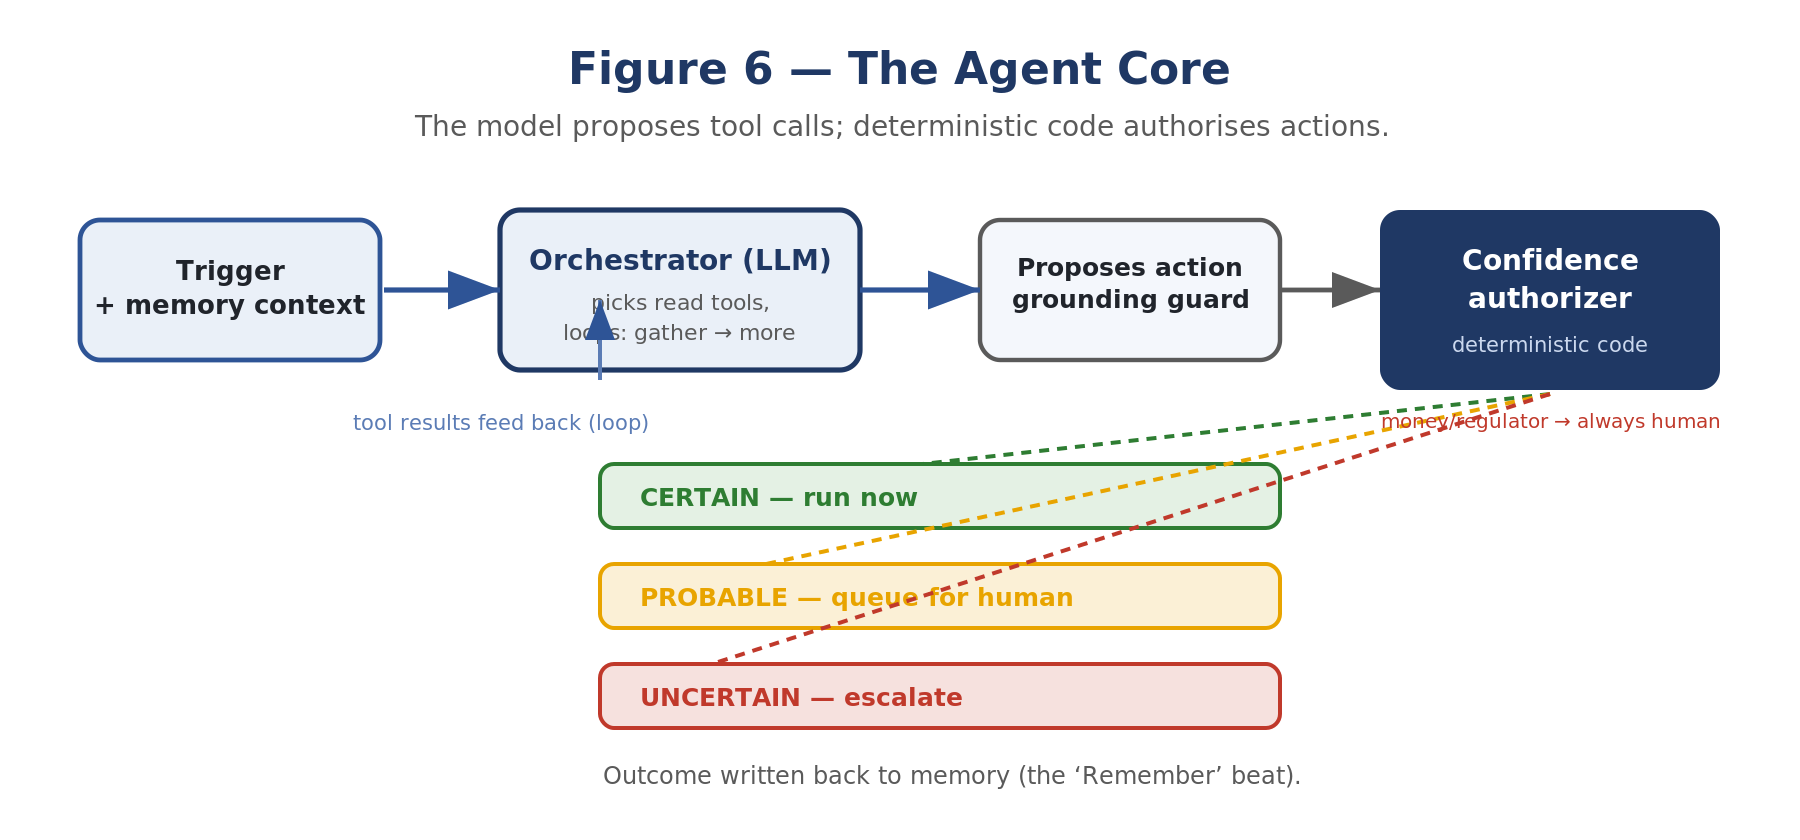 Figure 6 — The Agent Core
The model proposes tool calls; deterministic code authorises actions.
Trigger
+ memory context
Orchestrator (LLM)
picks read tools,
loops: gather → more
Proposes action
grounding guard
Confidence
authorizer
deterministic code
tool results feed back (loop)
money/regulator → always human
CERTAIN — run now
PROBABLE — queue for human
UNCERTAIN — escalate
Outcome written back to memory (the ‘Remember’ beat).